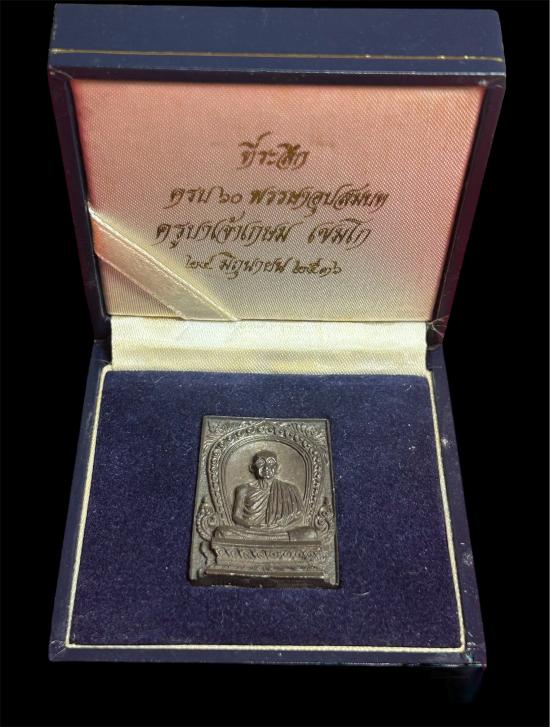 ที่ระลึก
ครบ ๖๐ พรรษาอุปสมบท
ครูบาเจ้าเกษม เขมโก
๒๔ มิถุนายน ๒๕๓๖